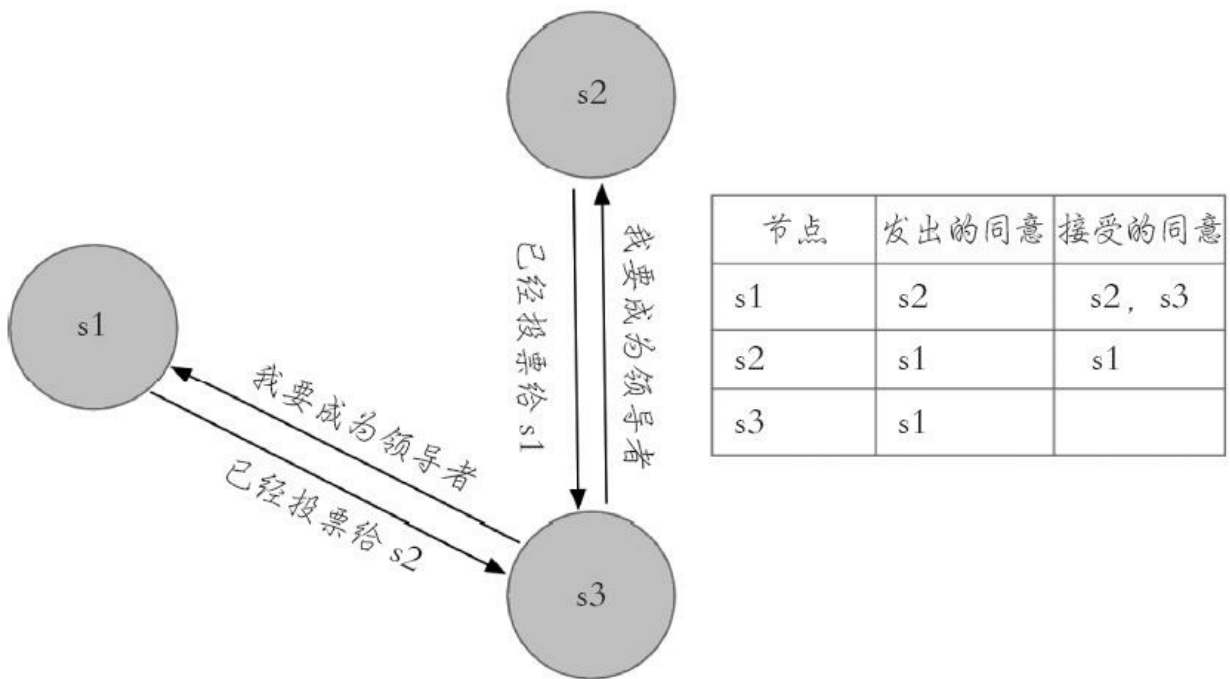 s2
s1
s3
我要成为领导者
已经投票给 s2
已经投票给 s1
我要成为领导者
节点 发出的同意 接受的同意
s1 s2 s2，s3
s2 s1 s1
s3 s1